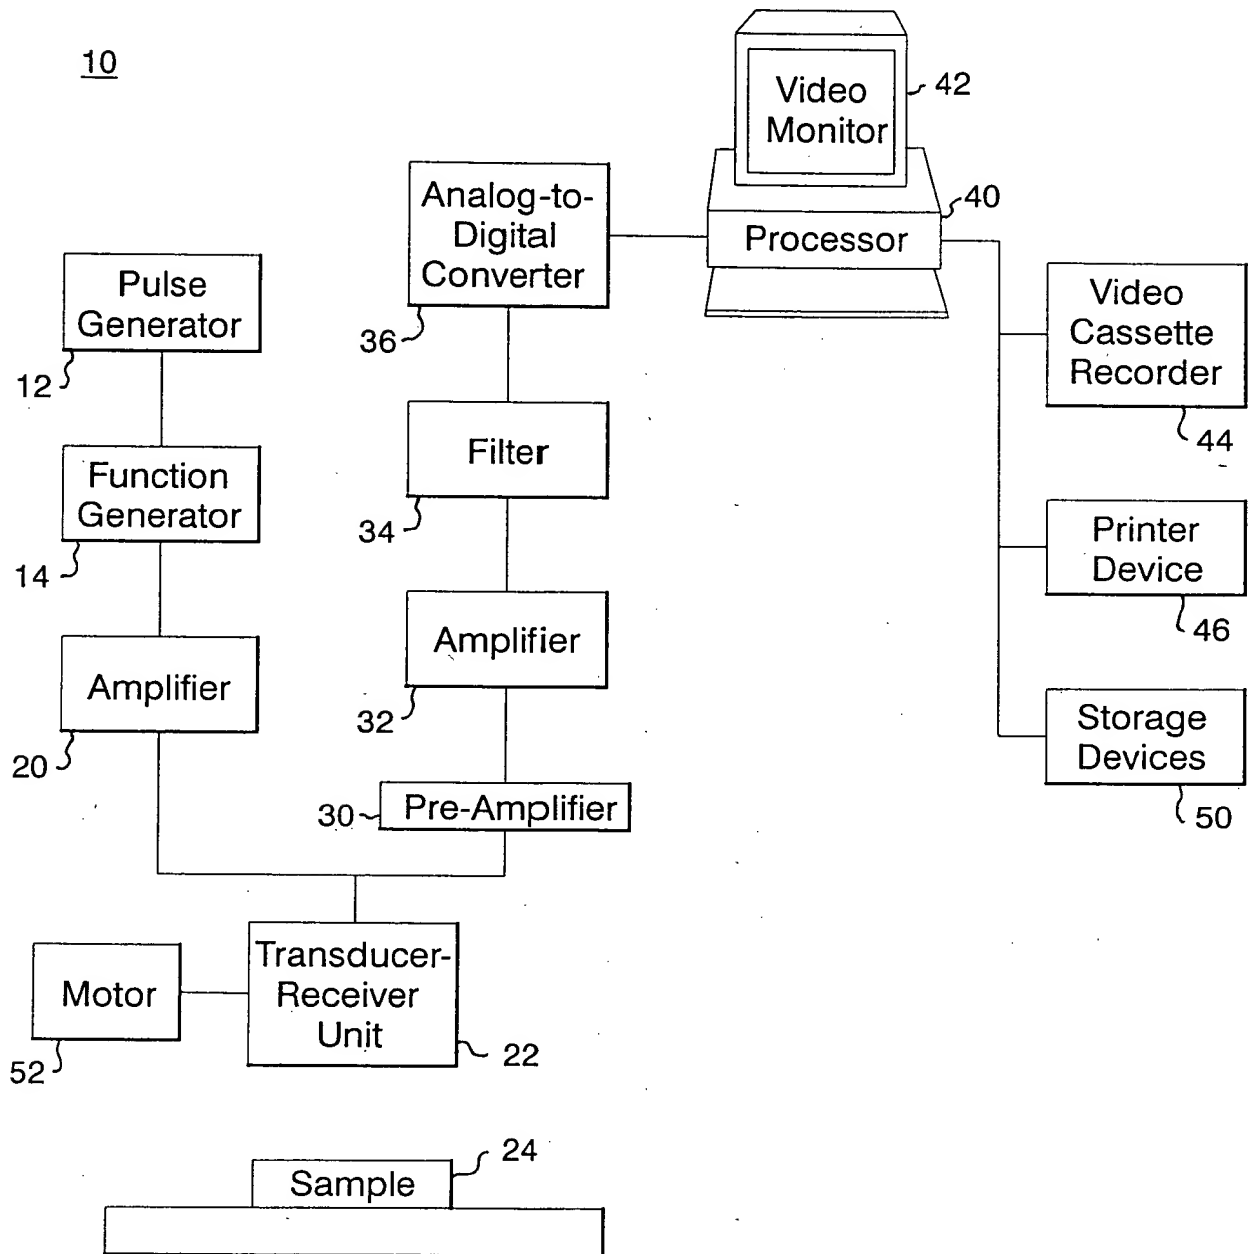 10
Video
Monitor
42
Analog-to-
Digital
Converter
36
Processor
40
Pulse
Generator
12
Video
Cassette
Recorder
44
Filter
34
Function
Generator
14
Printer
Device
46
Amplifier
32
Amplifier
20
Storage
Devices
50
30
Pre-Amplifier
Transducer-
Receiver
Unit
22
Motor
52
Sample
24